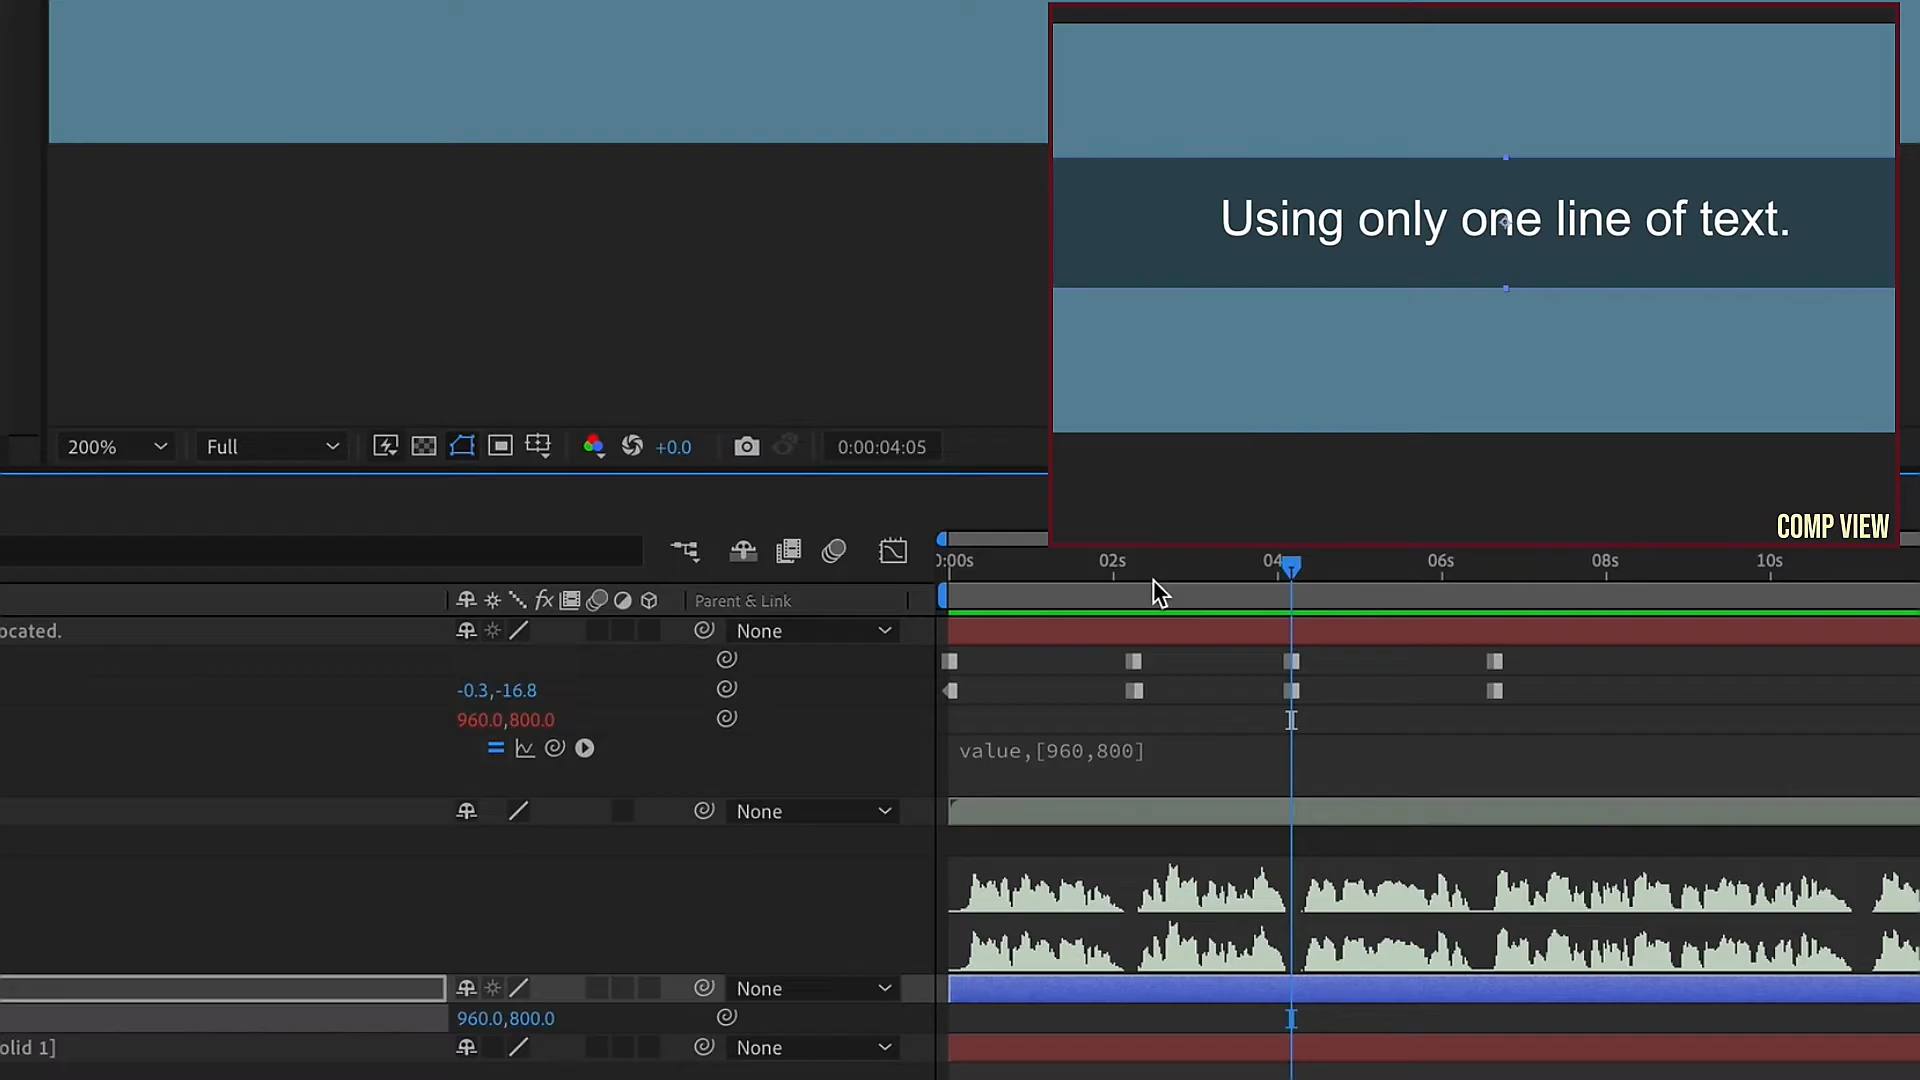 Using only one line of text.
200%
Full
+0.0
0:00:04:05
COMP VIEW
0:00s
02s
04
06s
08s
10s
fx
Parent & Link
ocated.
None
-0.3,-16.8
960.0,800.0
value,[960,800]
None
None
960.0,800.0
olid 1]
None